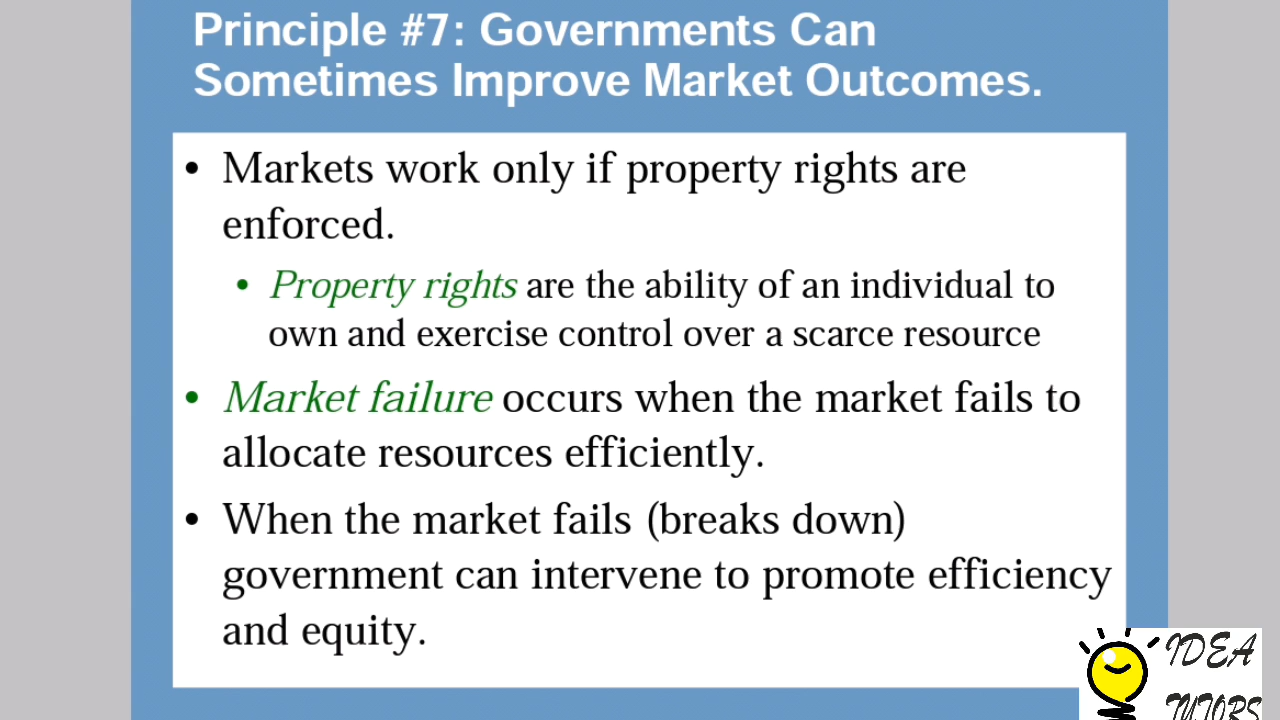 Principle #7: Governments Can
Sometimes Improve Market Outcomes.
• Markets work only if property rights are
enforced.
• Property rights are the ability of an individual to
own and exercise control over a scarce resource
• Market failure occurs when the market fails to
allocate resources efficiently.
• When the market fails (breaks down)
government can intervene to promote efficiency
and equity.
IDEA
TUTORS